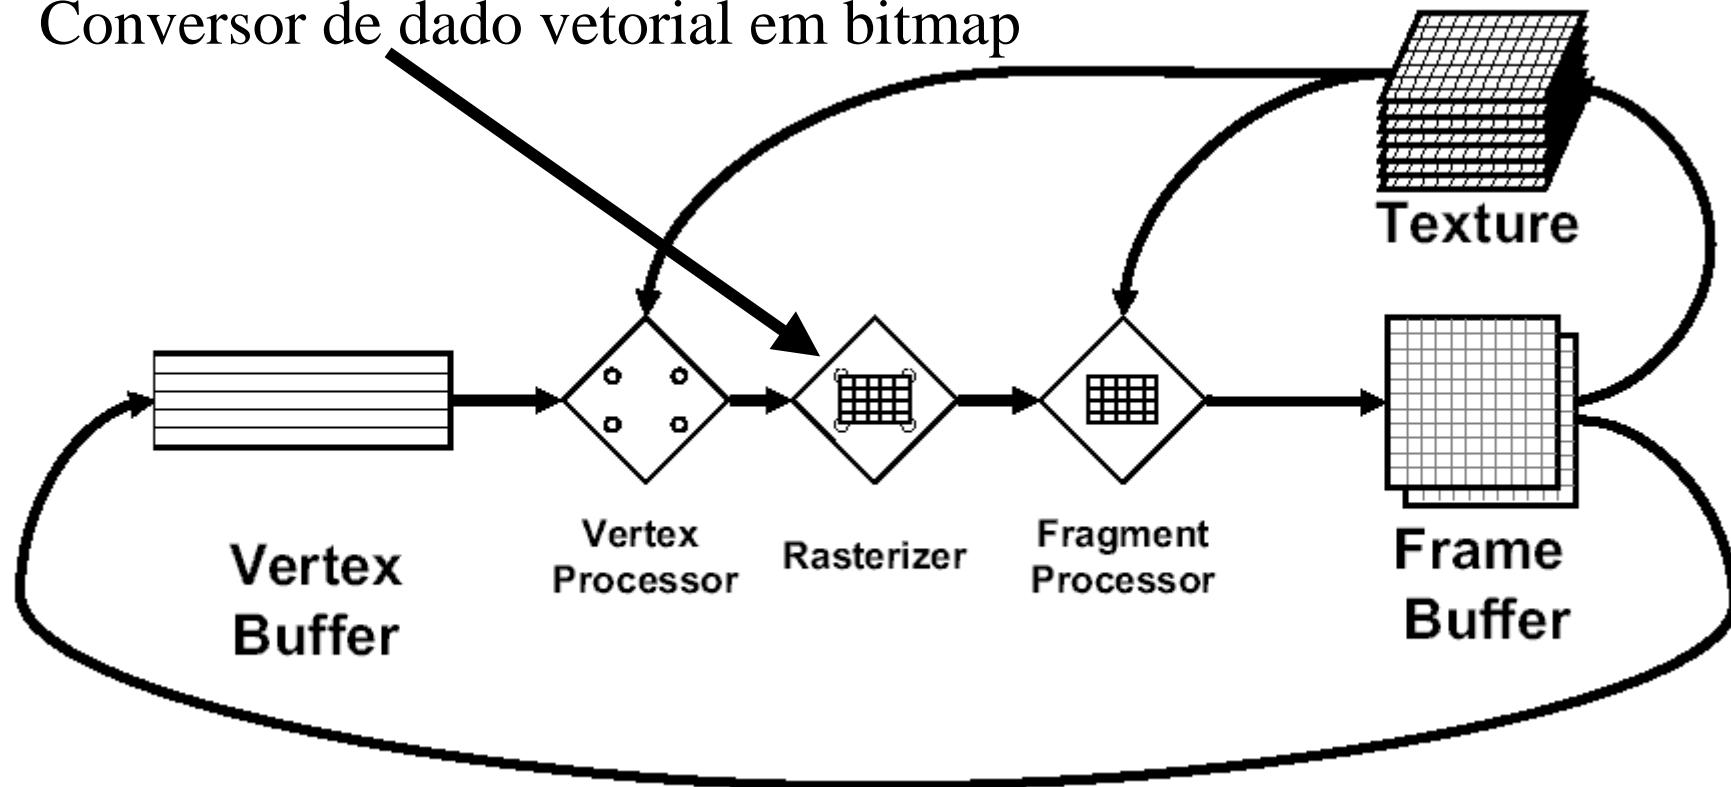 Conversor de dado vetorial em bitmap
Texture
Vertex
Buffer
Vertex
Processor
Rasterizer
Fragment
Processor
Frame
Buffer